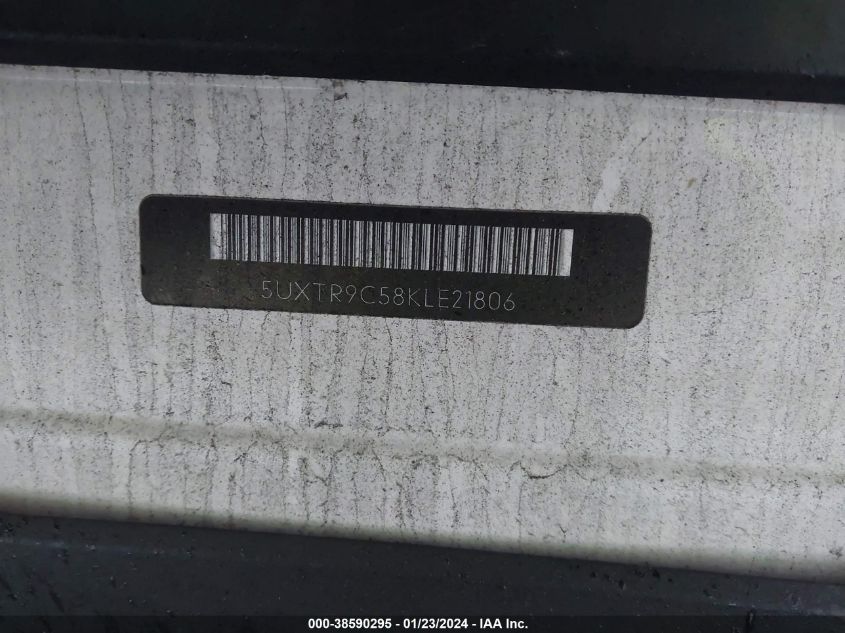 5UXTR9C58KLE21806
000-38590295 - 01/23/2024 - IAA Inc.